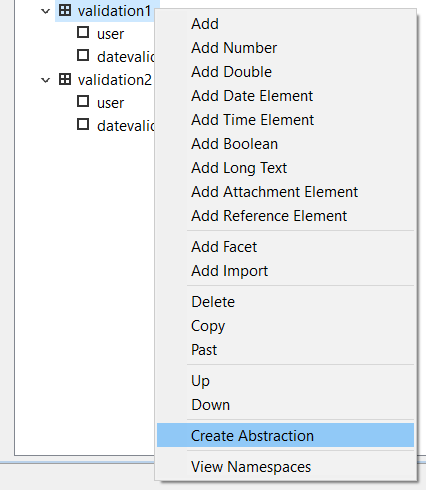 validation1
user
datevalid
validation2
user
datevalid
Add
Add Number
Add Double
Add Date Element
Add Time Element
Add Boolean
Add Long Text
Add Attachment Element
Add Reference Element
Add Facet
Add Import
Delete
Copy
Past
Up
Down
Create Abstraction
View Namespaces